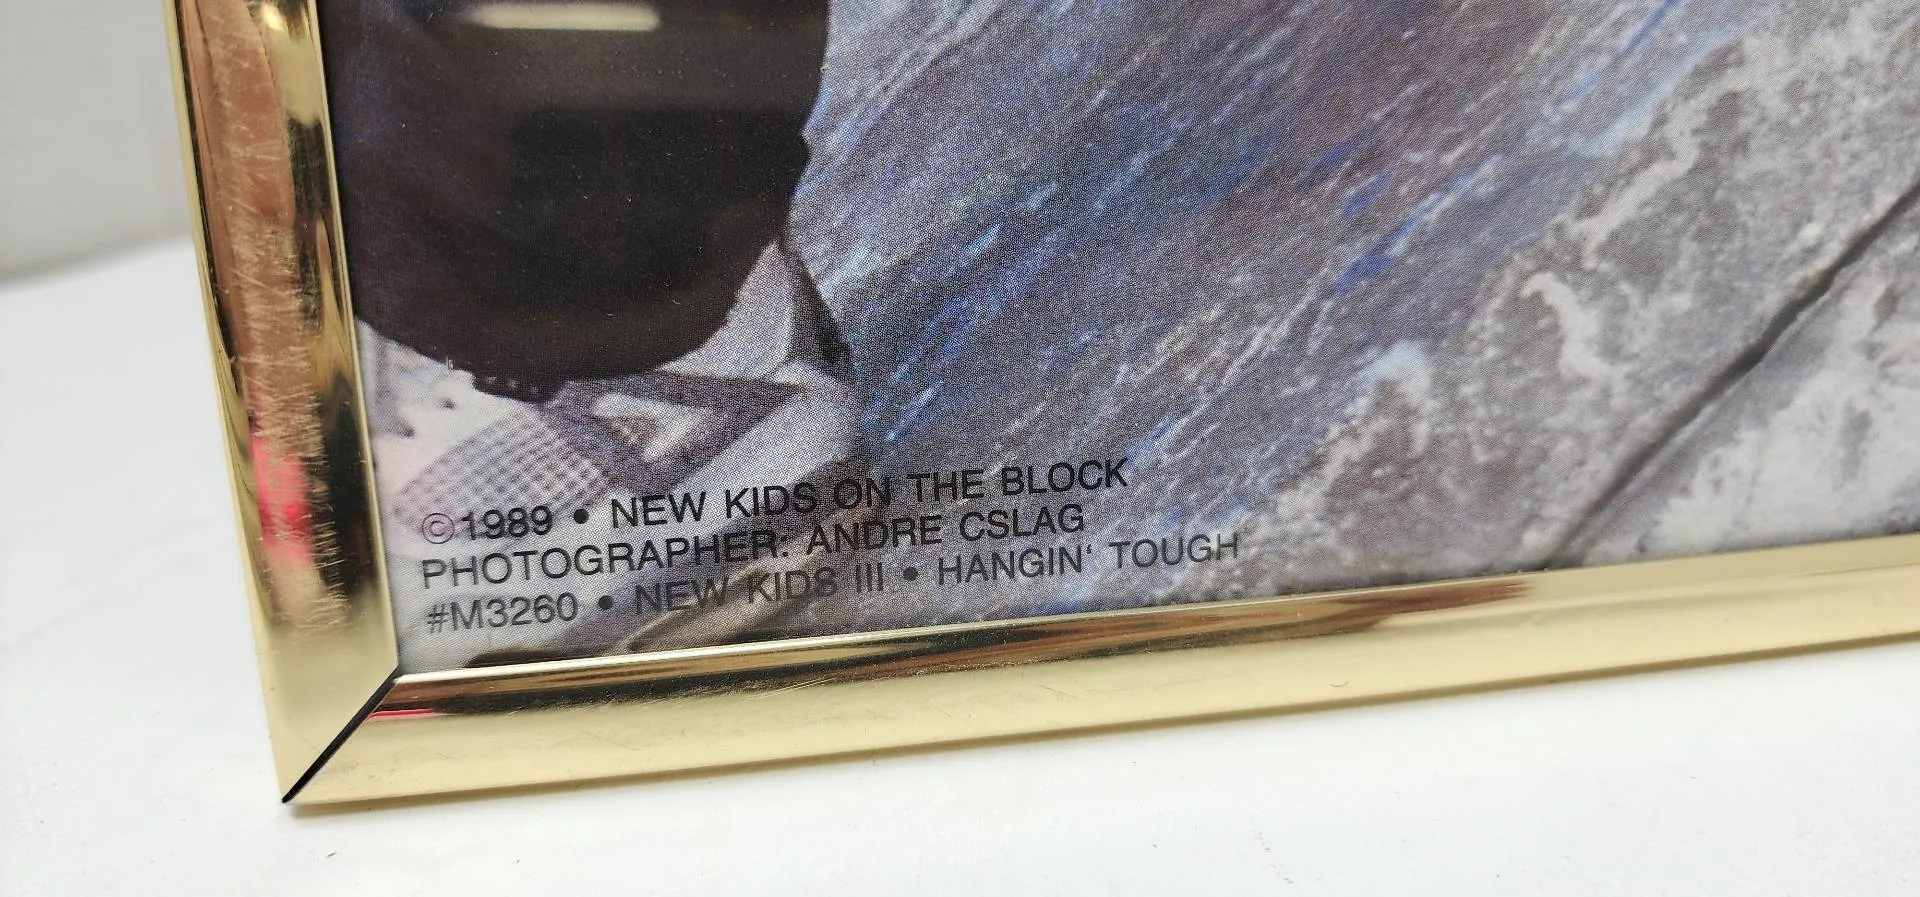 ©1989 • NEW KIDS ON THE BLOCK
PHOTOGRAPHER: ANDRE CSLAG
#M3260 • NEW KIDS III • HANGIN‘ TOUGH